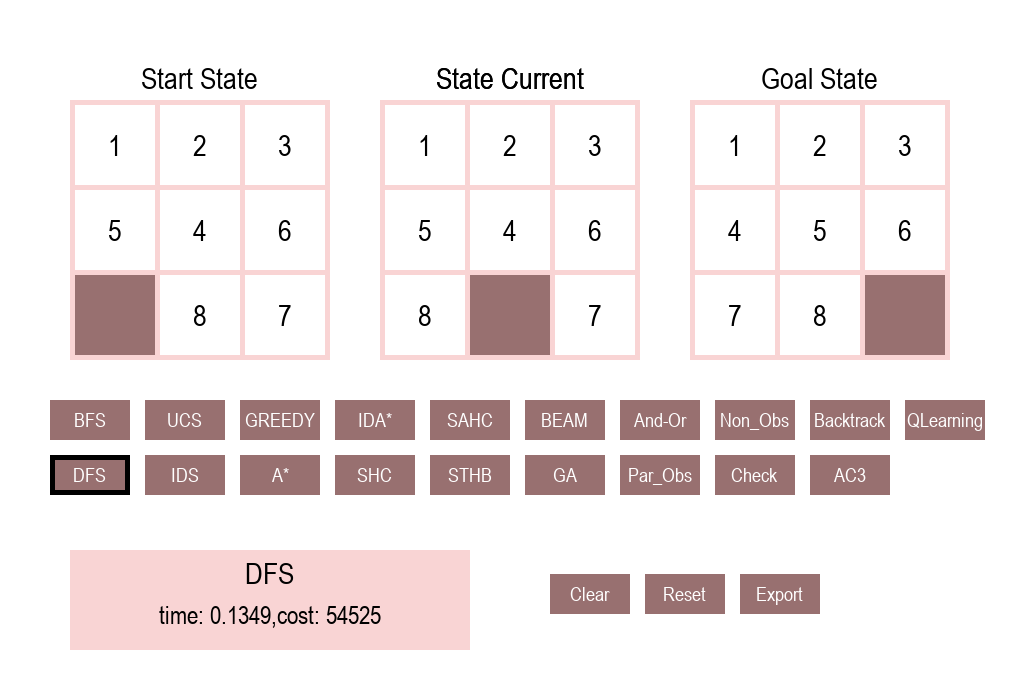 Start State State Current Goal State
1 2 3 1 2 3 1 2 3
5 4 6 5 4 6 4 5 6
8 7 8 7 7 8
BFS UCS GREEDY IDA* SAHC BEAM And-Or Non_Obs Backtrack QLearning
DFS IDS A* SHC STHB GA Par_Obs Check AC3
DFS
time: 0.1349,cost: 54525
Clear Reset Export